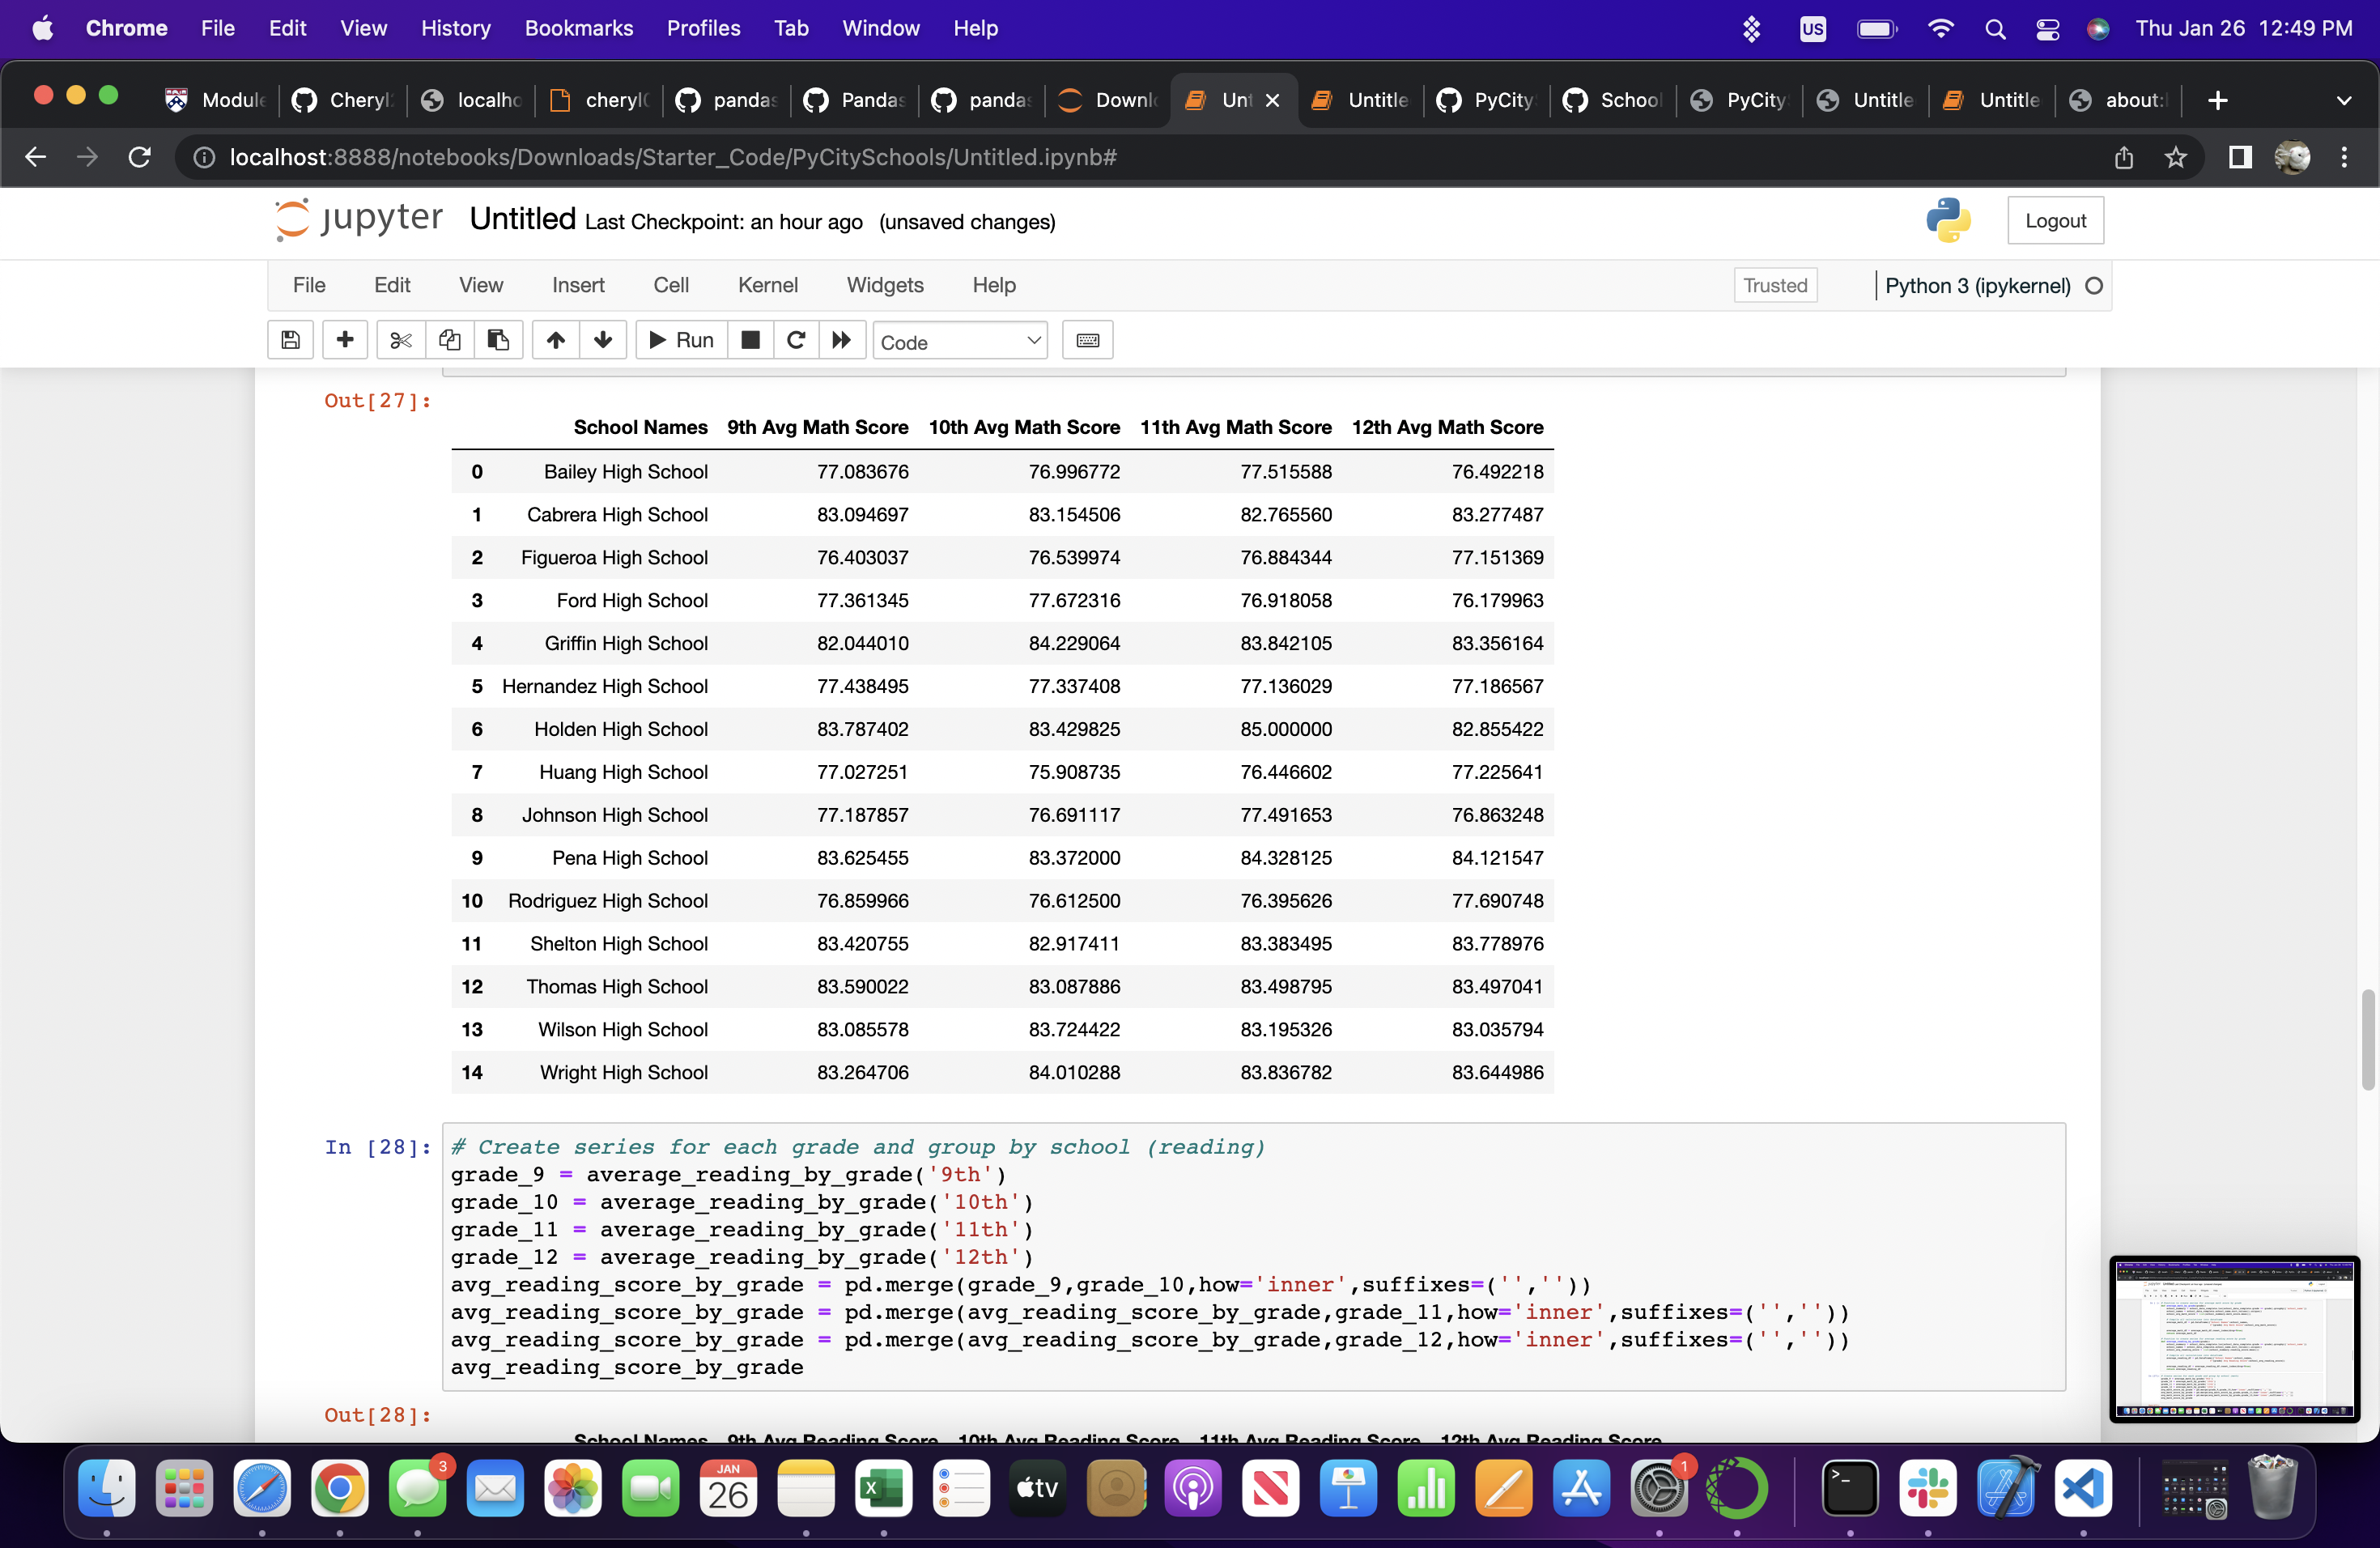 Chrome File Edit View History Bookmarks Profiles Tab Window Help US Thu Jan 26 12:49 PM
Module Cheryl localho cheryl pandas Pandas pandas Downlo Unt Untitle PyCity School PyCity Untitle Untitle about:
localhost:8888/notebooks/Downloads/Starter_Code/PyCitySchools/Untitled.ipynb#
jupyter Untitled Last Checkpoint: an hour ago (unsaved changes) Logout
File Edit View Insert Cell Kernel Widgets Help Trusted Python 3 (ipykernel)
Run Code
Out[27]:
School Names 9th Avg Math Score 10th Avg Math Score 11th Avg Math Score 12th Avg Math Score
0 Bailey High School 77.083676 76.996772 77.515588 76.492218
1 Cabrera High School 83.094697 83.154506 82.765560 83.277487
2 Figueroa High School 76.403037 76.539974 76.884344 77.151369
3 Ford High School 77.361345 77.672316 76.918058 76.179963
4 Griffin High School 82.044010 84.229064 83.842105 83.356164
5 Hernandez High School 77.438495 77.337408 77.136029 77.186567
6 Holden High School 83.787402 83.429825 85.000000 82.855422
7 Huang High School 77.027251 75.908735 76.446602 77.225641
8 Johnson High School 77.187857 76.691117 77.491653 76.863248
9 Pena High School 83.625455 83.372000 84.328125 84.121547
10 Rodriguez High School 76.859966 76.612500 76.395626 77.690748
11 Shelton High School 83.420755 82.917411 83.383495 83.778976
12 Thomas High School 83.590022 83.087886 83.498795 83.497041
13 Wilson High School 83.085578 83.724422 83.195326 83.035794
14 Wright High School 83.264706 84.010288 83.836782 83.644986
In [28]: # Create series for each grade and group by school (reading)
grade_9 = average_reading_by_grade('9th')
grade_10 = average_reading_by_grade('10th')
grade_11 = average_reading_by_grade('11th')
grade_12 = average_reading_by_grade('12th')
avg_reading_score_by_grade = pd.merge(grade_9,grade_10,how='inner',suffixes=('',''))
avg_reading_score_by_grade = pd.merge(avg_reading_score_by_grade,grade_11,how='inner',suffixes=('',''))
avg_reading_score_by_grade = pd.merge(avg_reading_score_by_grade,grade_12,how='inner',suffixes=('',''))
avg_reading_score_by_grade
Out[28]:
School Names 9th Avg Reading Score 10th Avg Reading Score 11th Avg Reading Score 12th Avg Reading Score
3 JAN 26 tv 1